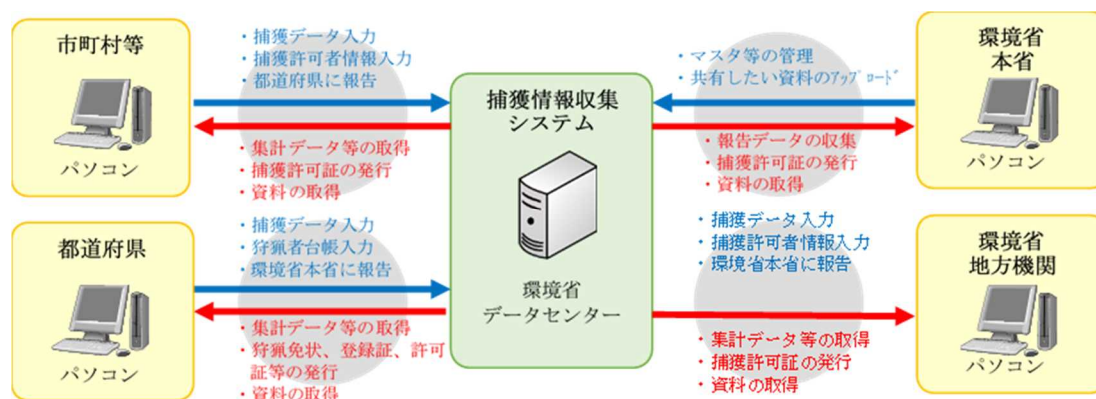 市町村等
パソコン
・捕獲データ入力
・捕獲許可者情報入力
・都道府県に報告
・集計データ等の取得
・捕獲許可証の発行
・資料の取得
都道府県
パソコン
・捕獲データ入力
・狩猟者台帳入力
・環境省本省に報告
・集計データ等の取得
・狩猟免状、登録証、許可
証等の発行
・資料の取得
捕獲情報収集
システム
環境省
データセンター
・マスタ等の管理
・共有したい資料のｱｯﾌﾟﾛｰﾄﾞ
・報告データの収集
・捕獲許可証の発行
・資料の取得
環境省
本省
パソコン
・捕獲データ入力
・捕獲許可者情報入力
・環境省本省に報告
・集計データ等の取得
・捕獲許可証の発行
・資料の取得
環境省
地方機関
パソコン